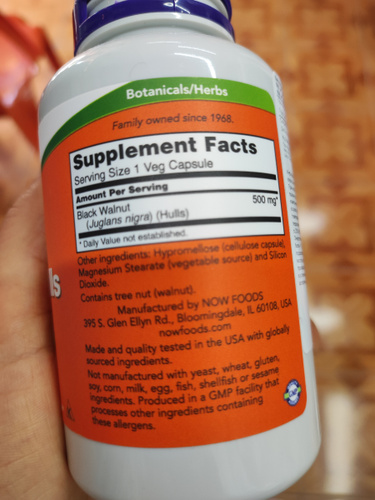 Botanicals/Herbs
Family owned since 1968.
Supplement Facts
Serving Size 1 Veg Capsule
Amount Per Serving
Black Walnut 500 mg*
(Juglans nigra) (Hulls)
* Daily Value not established.
Other ingredients: Hypromellose (cellulose capsule),
Magnesium Stearate (vegetable source) and Silicon
Dioxide.
Contains tree nut (walnut).
Manufactured by NOW FOODS
395 S. Glen Ellyn Rd., Bloomingdale, IL 60108, USA
nowfoods.com
Made and quality tested in the USA with globally
sourced ingredients.
Not manufactured with yeast, wheat, gluten,
soy, corn, milk, egg, fish, shellfish or sesame
ingredients. Produced in a GMP facility that
processes other ingredients containing
these allergens.